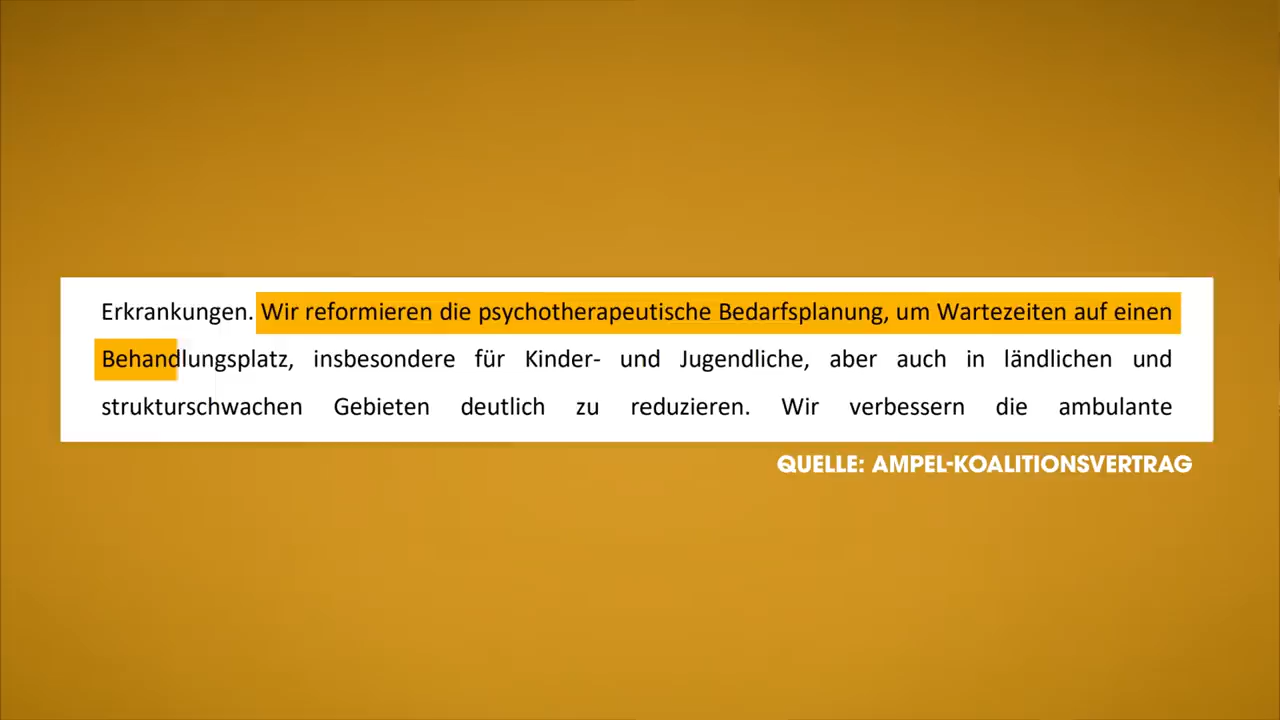 Erkrankungen. Wir reformieren die psychotherapeutische Bedarfsplanung, um Wartezeiten auf einen
Behandlungsplatz, insbesondere für Kinder- und Jugendliche, aber auch in ländlichen und
strukturschwachen Gebieten deutlich zu reduzieren. Wir verbessern die ambulante
QUELLE: AMPEL-KOALITIONSVERTRAG